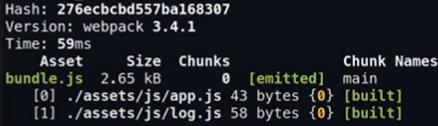 Hash: 276ecbcbd557ba168307
Version: webpack 3.4.1
Time: 59ms
Asset Size Chunks Chunk Names
bundle.js 2.65 kB 0 [emitted] main
[0] ./assets/js/app.js 43 bytes {0} [built]
[1] ./assets/js/log.js 58 bytes {0} [built]